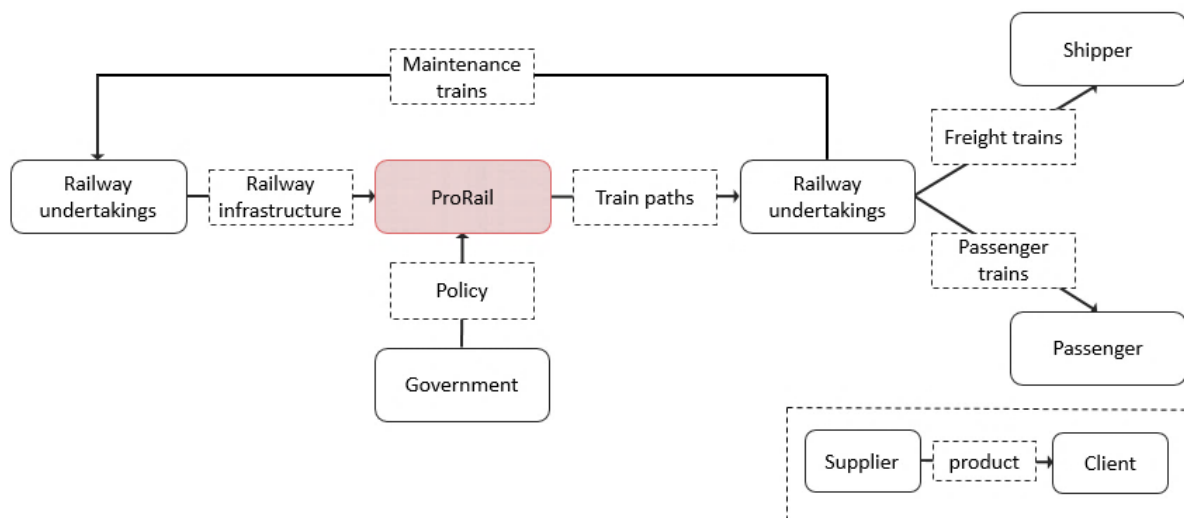 Maintenance
trains
Shipper
Freight trains
Railway
undertakings
Railway
infrastructure
ProRail
Train paths
Railway
undertakings
Passenger
trains
Policy
Government
Passenger
Supplier
product
Client